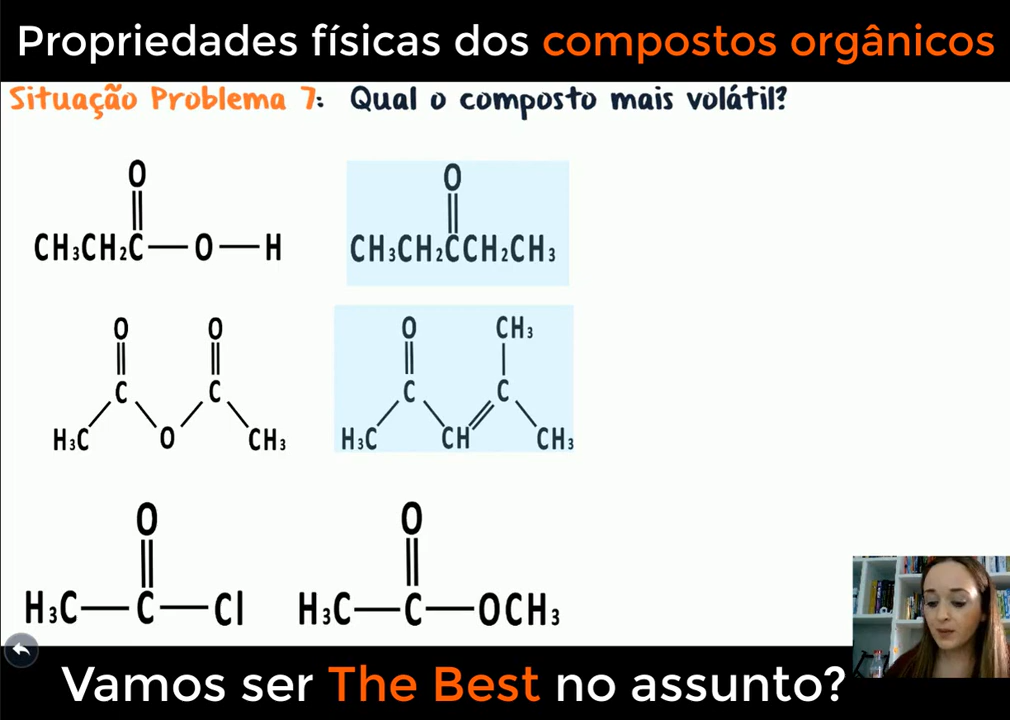 Propriedades físicas dos compostos orgânicos
Situação Problema 7: Qual o composto mais volátil?
O
CH₃CH₂C—O—H
O
CH₃CH₂CCH₂CH₃
O O
C C
H₃C O CH₃
O CH₃
C C
H₃C CH CH₃
O
H₃C—C—Cl
O
H₃C—C—OCH₃
Vamos ser The Best no assunto?